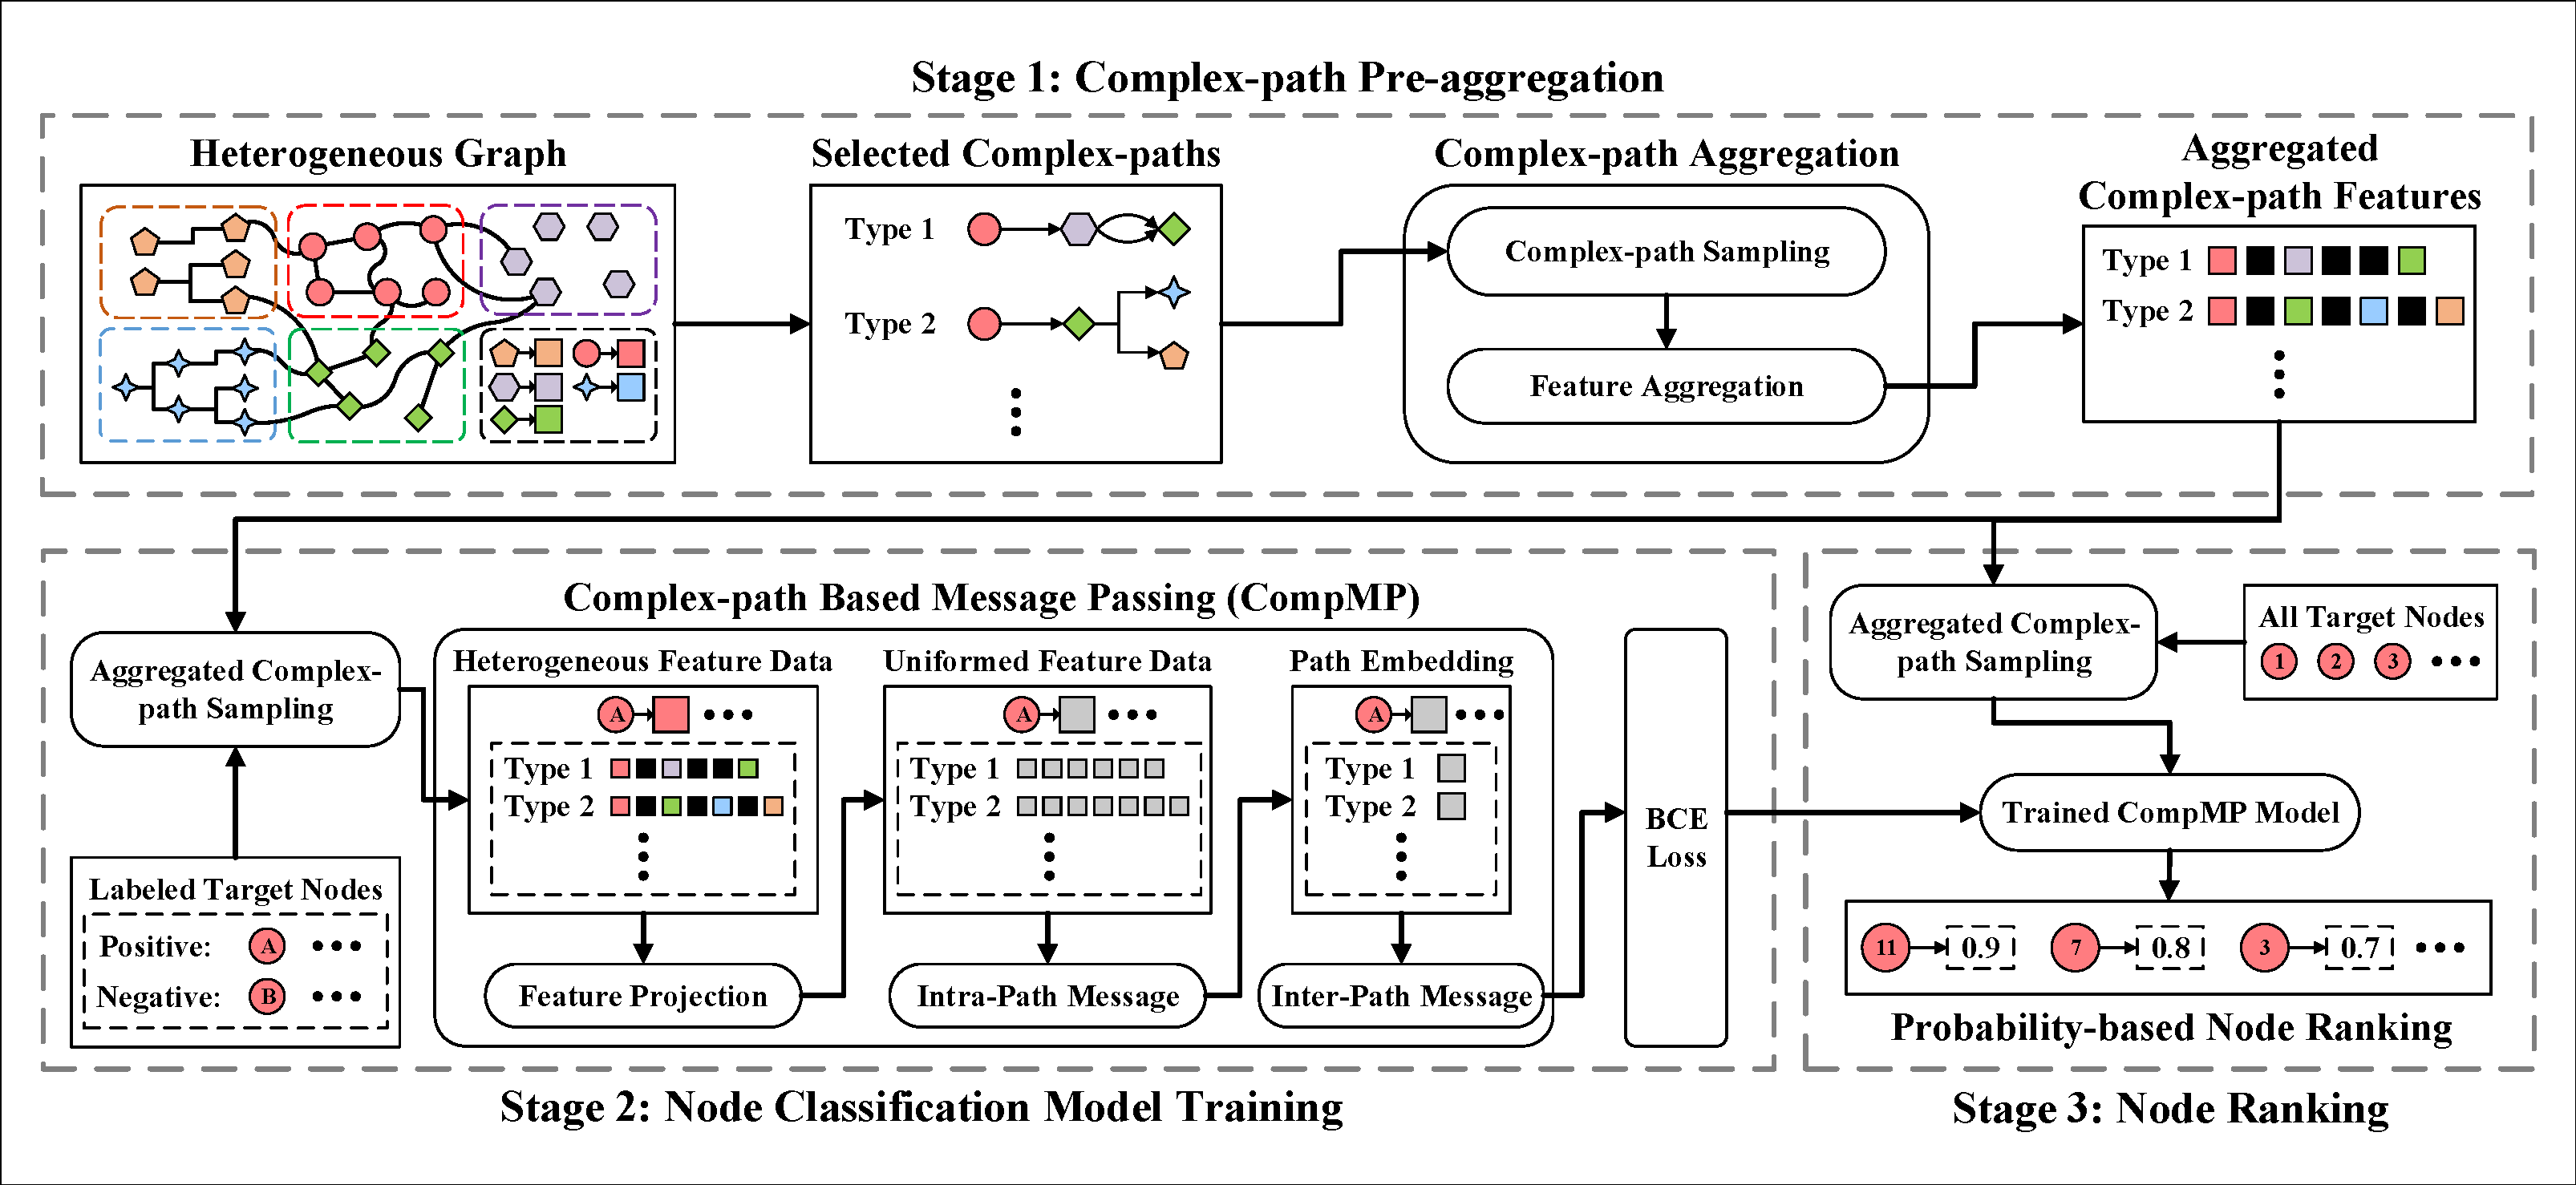 Stage 1: Complex-path Pre-aggregation
Heterogeneous Graph
Selected Complex-paths
Type 1
Type 2
Complex-path Aggregation
Complex-path Sampling
Feature Aggregation
Aggregated
Complex-path Features
Type 1
Type 2
Aggregated Complex-
path Sampling
Labeled Target Nodes
Positive: A
Negative: B
Complex-path Based Message Passing (CompMP)
Heterogeneous Feature Data
A
Type 1
Type 2
Feature Projection
Uniformed Feature Data
A
Type 1
Type 2
Intra-Path Message
Path Embedding
A
Type 1
Type 2
Inter-Path Message
BCE
Loss
Stage 2: Node Classification Model Training
Aggregated Complex-
path Sampling
All Target Nodes
1 2 3
Trained CompMP Model
11 0.9 7 0.8 3 0.7
Probability-based Node Ranking
Stage 3: Node Ranking